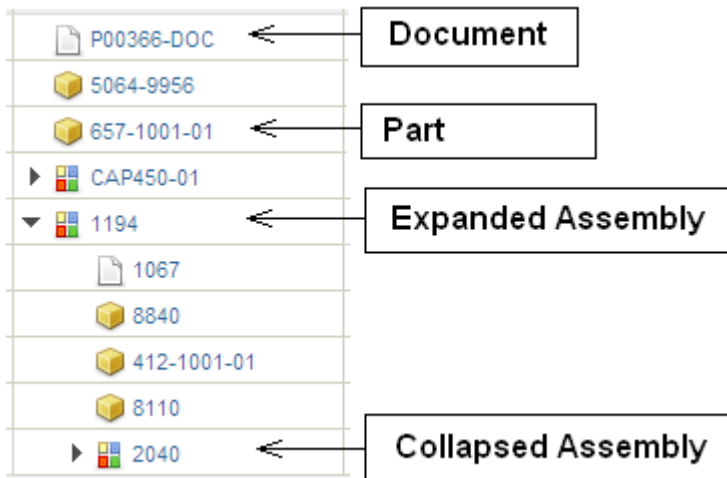 P00366-DOC Document
5064-9956
657-1001-01 Part
CAP450-01
1194 Expanded Assembly
1067
8840
412-1001-01
8110
2040 Collapsed Assembly